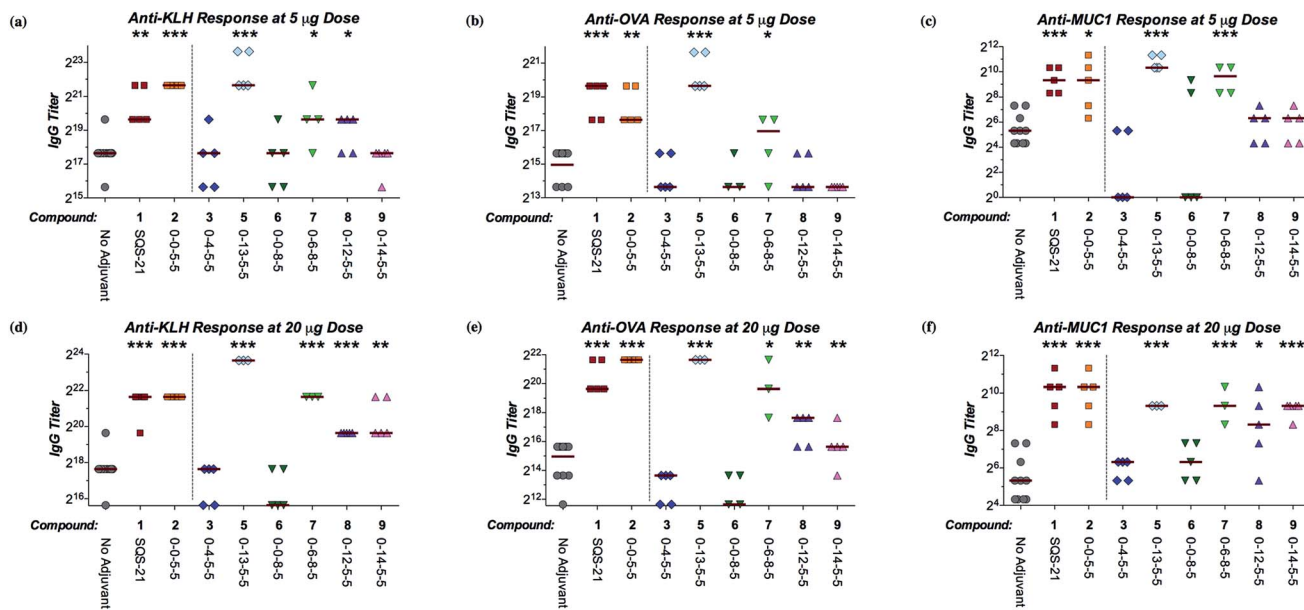 (a) Anti-KLH Response at 5 μg Dose
** *** *** * *
IgG Titer
2^23
2^21
2^19
2^17
2^15
Compound: 1 2 3 5 6 7 8 9
No Adjuvant
SQS-21
0-0-5-5
0-4-5-5
0-13-5-5
0-0-8-5
0-6-8-5
0-12-5-5
0-14-5-5
(b) Anti-OVA Response at 5 μg Dose
*** ** *** *
IgG Titer
2^21
2^19
2^17
2^15
2^13
Compound: 1 2 3 5 6 7 8 9
No Adjuvant
SQS-21
0-0-5-5
0-4-5-5
0-13-5-5
0-0-8-5
0-6-8-5
0-12-5-5
0-14-5-5
(c) Anti-MUC1 Response at 5 μg Dose
*** * *** ***
IgG Titer
2^12
2^10
2^8
2^6
2^4
2^2
2^0
Compound: 1 2 3 5 6 7 8 9
No Adjuvant
SQS-21
0-0-5-5
0-4-5-5
0-13-5-5
0-0-8-5
0-6-8-5
0-12-5-5
0-14-5-5
(d) Anti-KLH Response at 20 μg Dose
*** *** *** *** *** **
IgG Titer
2^24
2^22
2^20
2^18
2^16
Compound: 1 2 3 5 6 7 8 9
No Adjuvant
SQS-21
0-0-5-5
0-4-5-5
0-13-5-5
0-0-8-5
0-6-8-5
0-12-5-5
0-14-5-5
(e) Anti-OVA Response at 20 μg Dose
*** *** *** * ** **
IgG Titer
2^22
2^20
2^18
2^16
2^14
2^12
Compound: 1 2 3 5 6 7 8 9
No Adjuvant
SQS-21
0-0-5-5
0-4-5-5
0-13-5-5
0-0-8-5
0-6-8-5
0-12-5-5
0-14-5-5
(f) Anti-MUC1 Response at 20 μg Dose
*** *** *** *** * ***
IgG Titer
2^12
2^10
2^8
2^6
2^4
Compound: 1 2 3 5 6 7 8 9
No Adjuvant
SQS-21
0-0-5-5
0-4-5-5
0-13-5-5
0-0-8-5
0-6-8-5
0-12-5-5
0-14-5-5